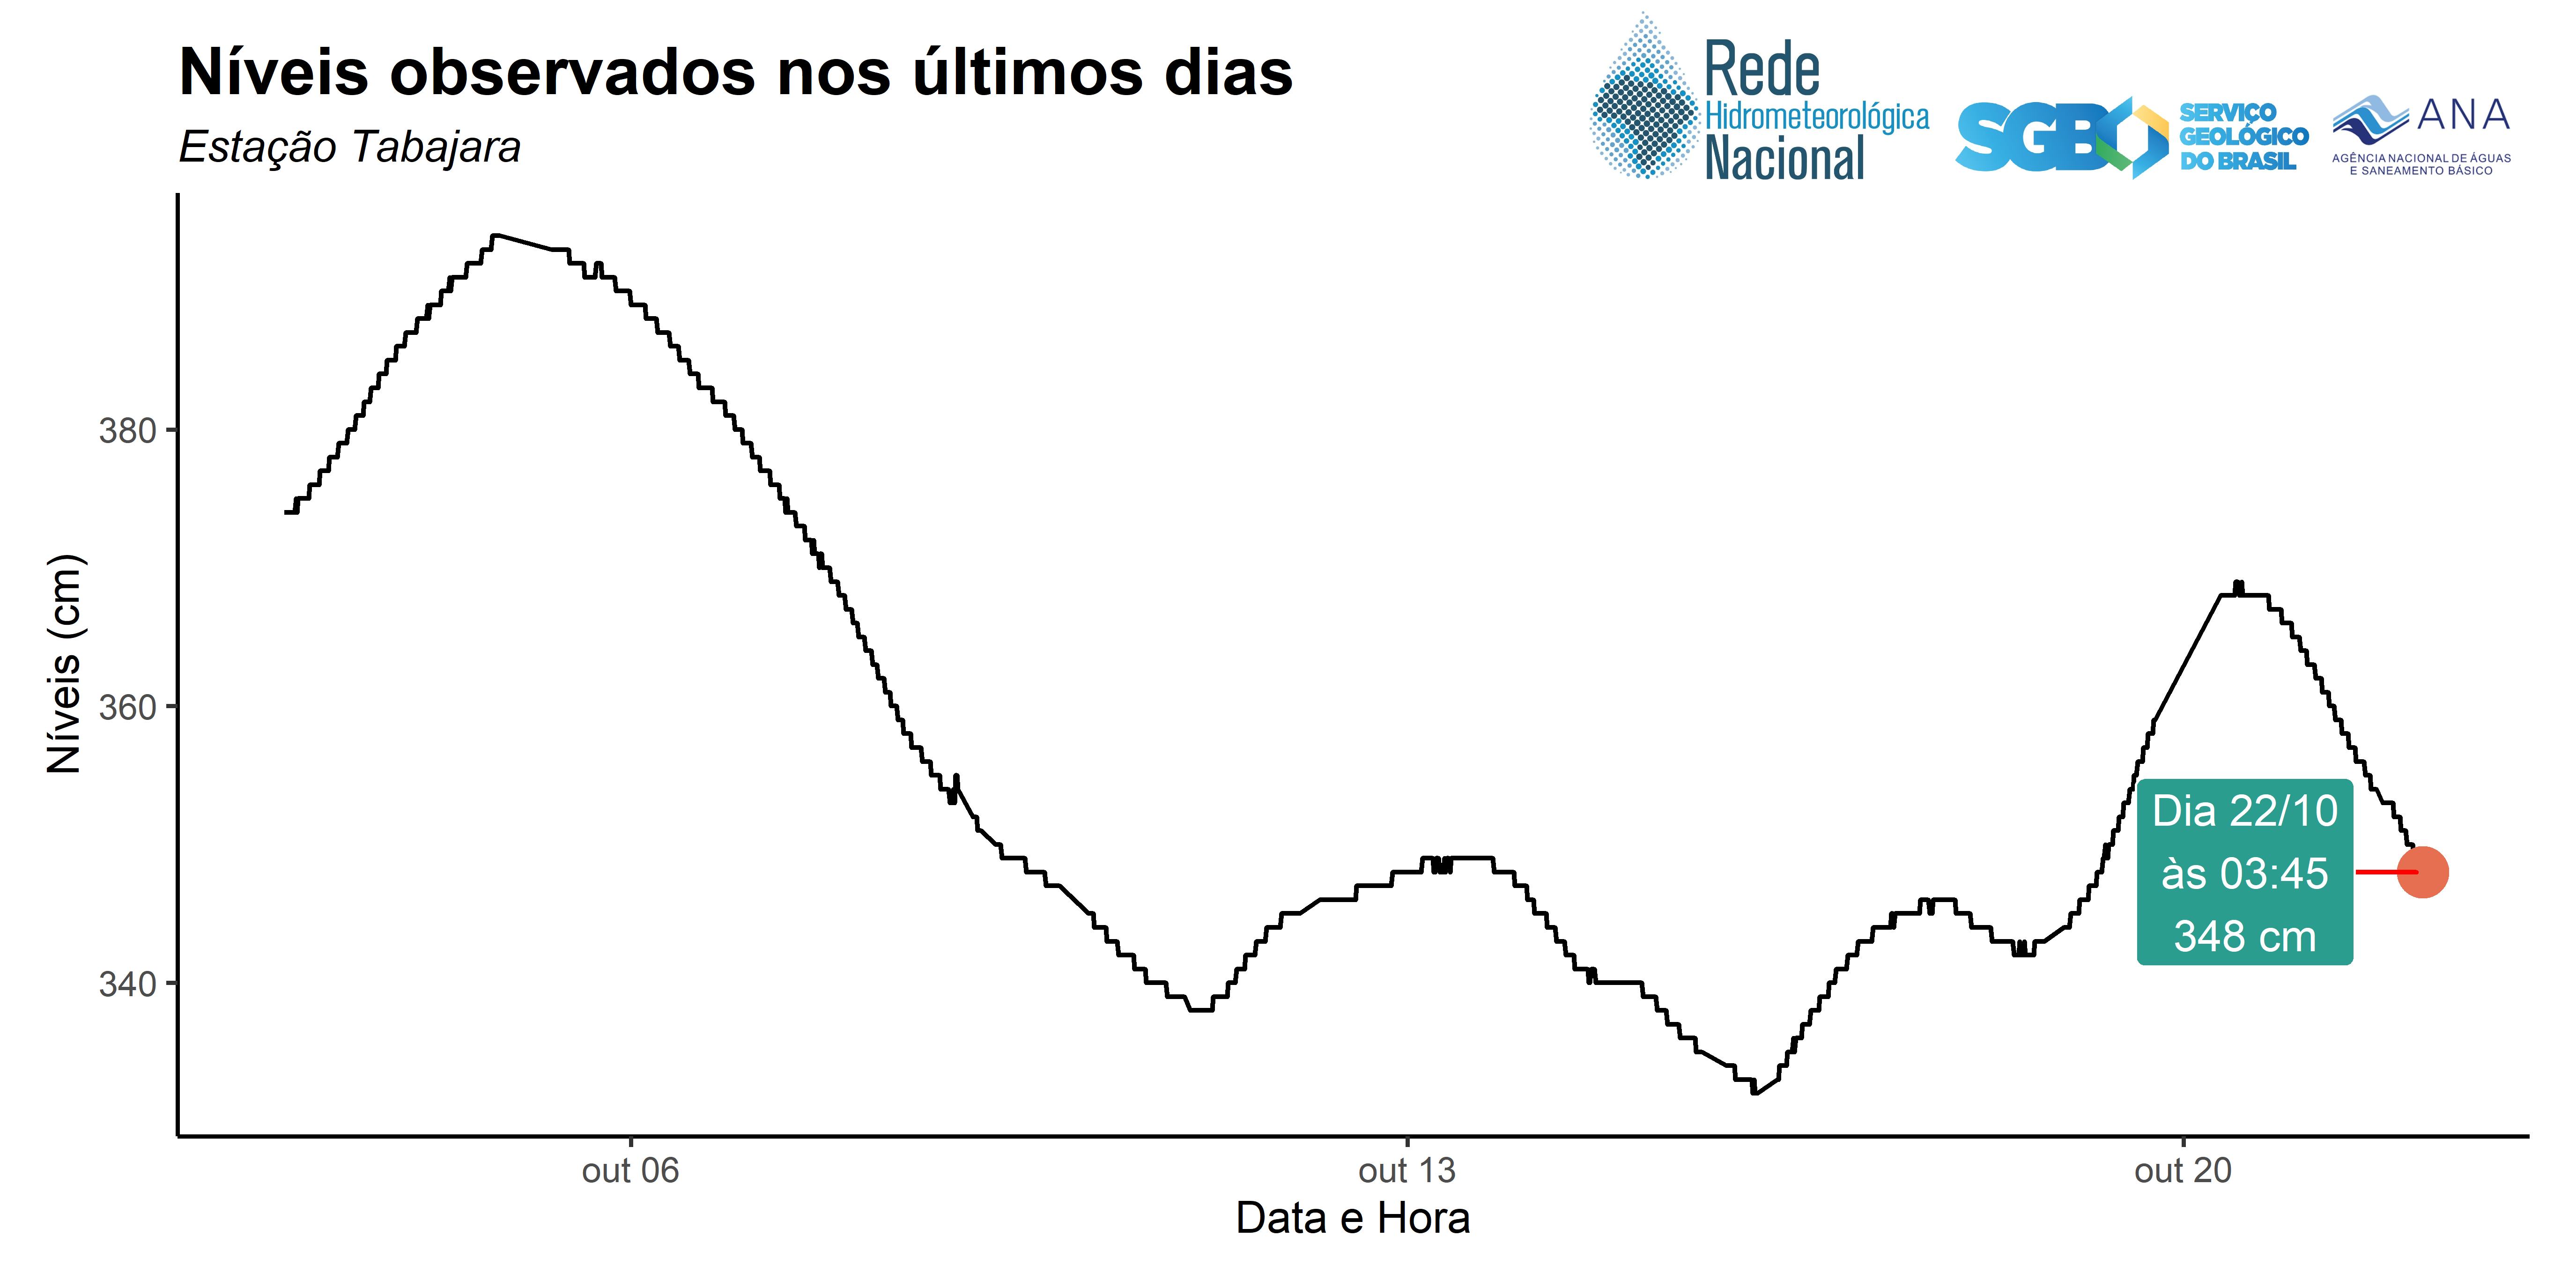 Níveis observados nos últimos dias
Estação Tabajara
Rede
Hidrometeorológica
Nacional
SGB
SERVIÇO
GEOLÓGICO
DO BRASIL
ANA
AGÊNCIA NACIONAL DE ÁGUAS
E SANEAMENTO BÁSICO
Níveis (cm)
380
360
340
Dia 22/10
às 03:45
348 cm
out 06
out 13
out 20
Data e Hora